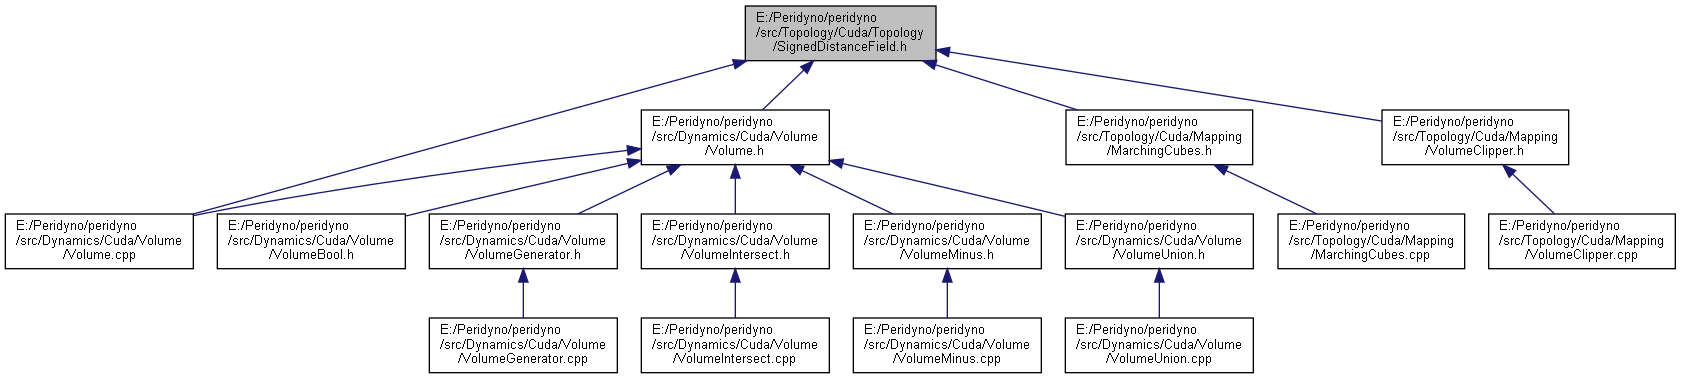 E:/Peridyno/peridyno
/src/Topology/Cuda/Topology
/SignedDistanceField.h
E:/Peridyno/peridyno
/src/Dynamics/Cuda/Volume
/Volume.h
E:/Peridyno/peridyno
/src/Topology/Cuda/Mapping
/MarchingCubes.h
E:/Peridyno/peridyno
/src/Topology/Cuda/Mapping
/VolumeClipper.h
E:/Peridyno/peridyno
/src/Dynamics/Cuda/Volume
/Volume.cpp
E:/Peridyno/peridyno
/src/Dynamics/Cuda/Volume
/VolumeBool.h
E:/Peridyno/peridyno
/src/Dynamics/Cuda/Volume
/VolumeGenerator.h
E:/Peridyno/peridyno
/src/Dynamics/Cuda/Volume
/VolumeIntersect.h
E:/Peridyno/peridyno
/src/Dynamics/Cuda/Volume
/VolumeMinus.h
E:/Peridyno/peridyno
/src/Dynamics/Cuda/Volume
/VolumeUnion.h
E:/Peridyno/peridyno
/src/Topology/Cuda/Mapping
/MarchingCubes.cpp
E:/Peridyno/peridyno
/src/Topology/Cuda/Mapping
/VolumeClipper.cpp
E:/Peridyno/peridyno
/src/Dynamics/Cuda/Volume
/VolumeGenerator.cpp
E:/Peridyno/peridyno
/src/Dynamics/Cuda/Volume
/VolumeIntersect.cpp
E:/Peridyno/peridyno
/src/Dynamics/Cuda/Volume
/VolumeMinus.cpp
E:/Peridyno/peridyno
/src/Dynamics/Cuda/Volume
/VolumeUnion.cpp